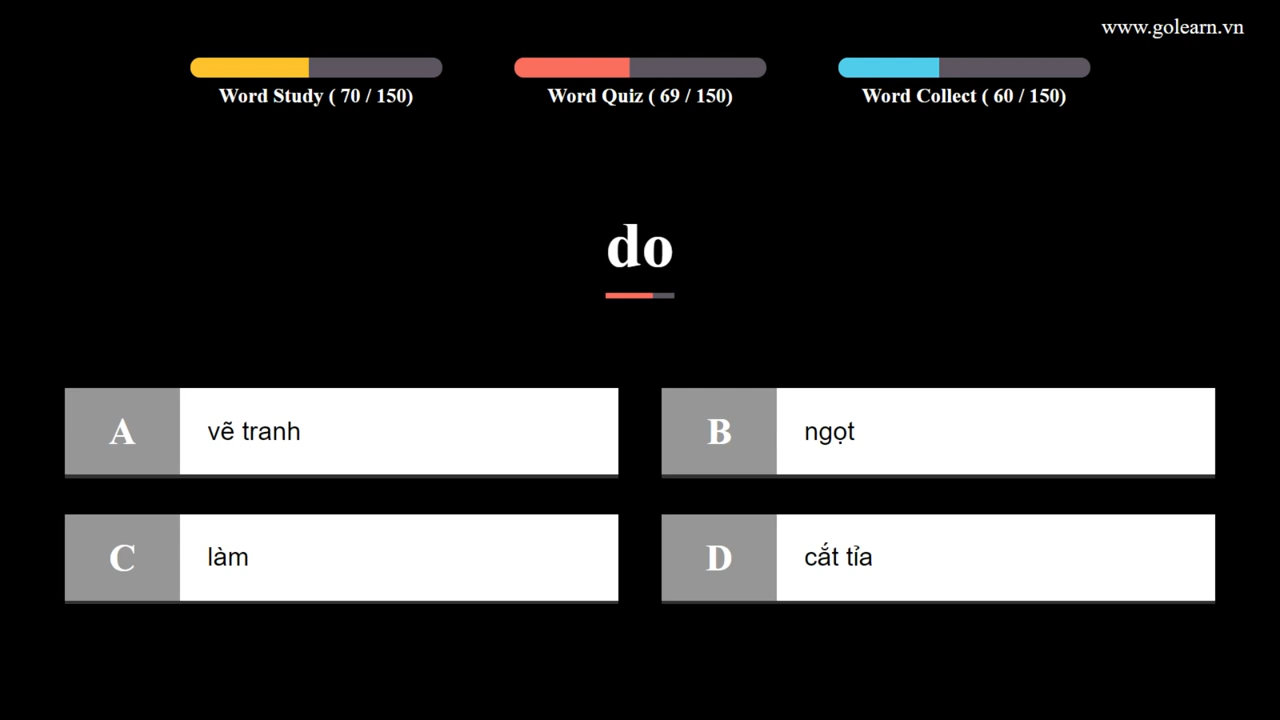 www.golearn.vn
Word Study ( 70 / 150)
Word Quiz ( 69 / 150)
Word Collect ( 60 / 150)
do
A
vẽ tranh
B
ngọt
C
làm
D
cắt tỉa